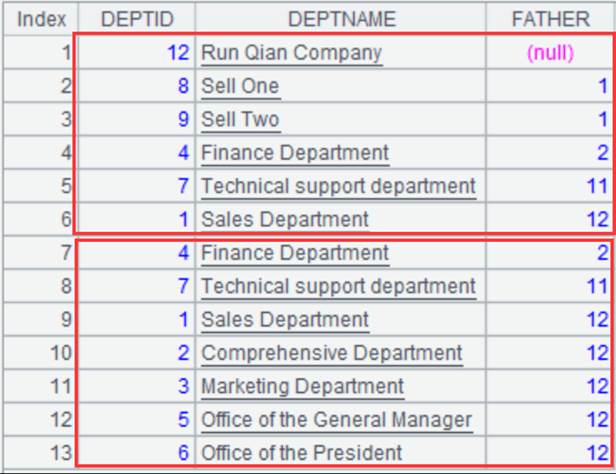 Index DEPTID DEPTNAME FATHER
1 12 Run Qian Company (null)
2 8 Sell One 1
3 9 Sell Two 1
4 4 Finance Department 2
5 7 Technical support department 11
6 1 Sales Department 12
7 4 Finance Department 2
8 7 Technical support department 11
9 1 Sales Department 12
10 2 Comprehensive Department 12
11 3 Marketing Department 12
12 5 Office of the General Manager 12
13 6 Office of the President 12